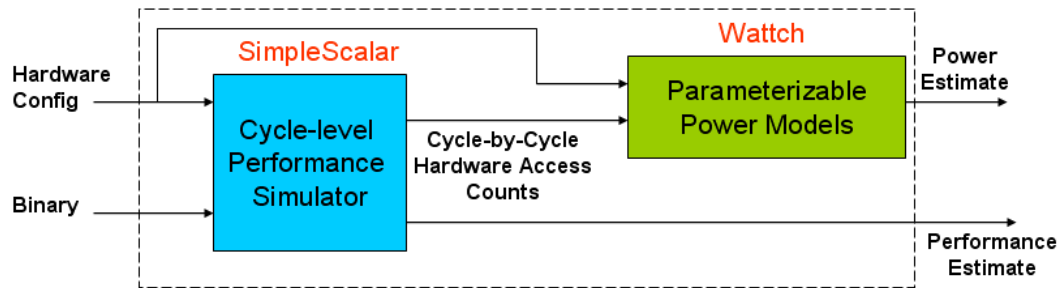 SimpleScalar
Wattch
Hardware
Config
Binary
Cycle-level
Performance
Simulator
Cycle-by-Cycle
Hardware Access
Counts
Parameterizable
Power Models
Power
Estimate
Performance
Estimate